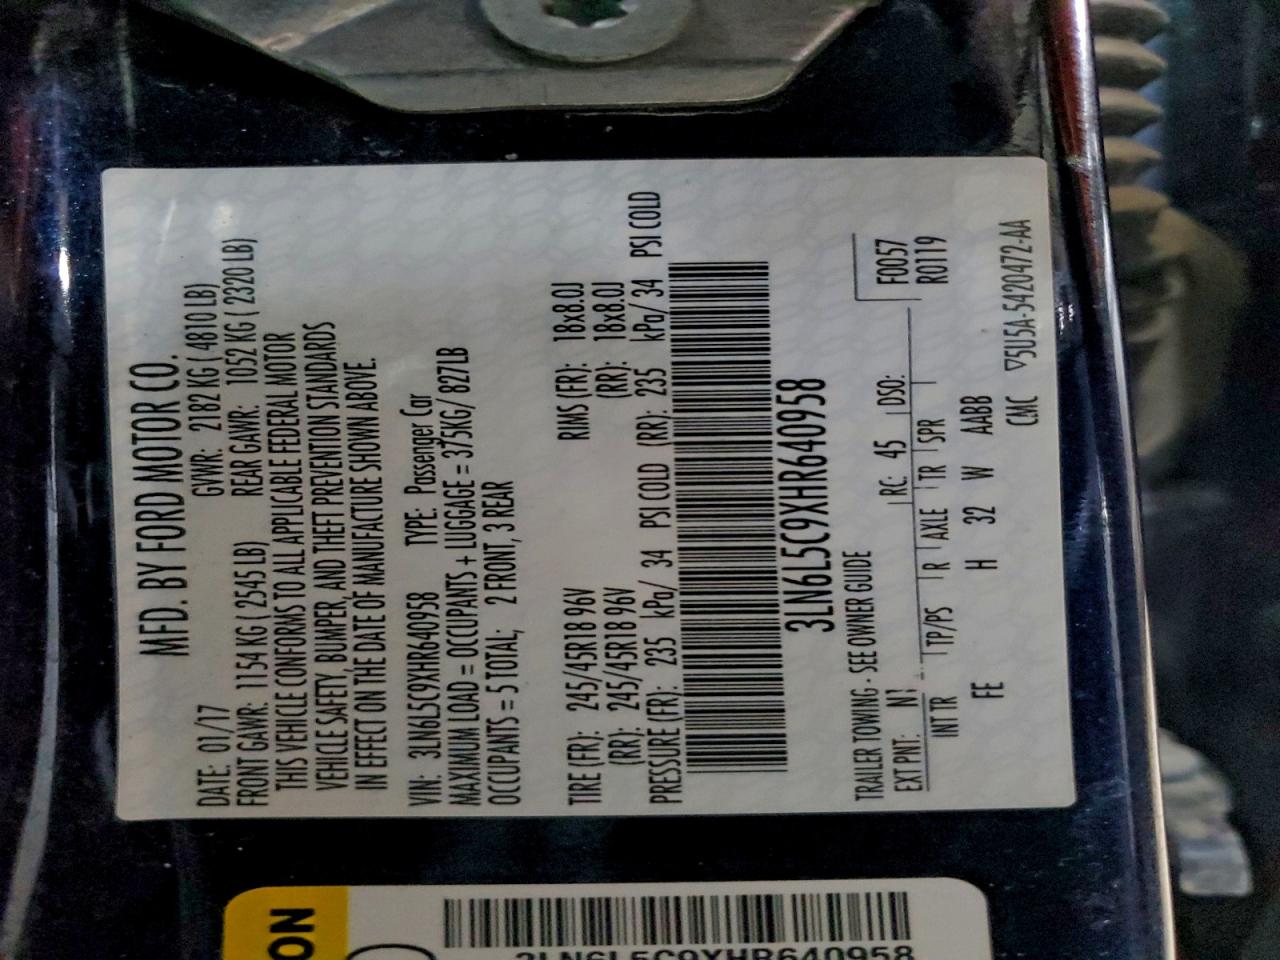 MFD. BY FORD MOTOR CO.
DATE: 01/17 GVWR: 2182 KG ( 4810 LB)
FRONT GAWR: 1154 KG ( 2545 LB) REAR GAWR: 1052 KG ( 2320 LB)
THIS VEHICLE CONFORMS TO ALL APPLICABLE FEDERAL MOTOR
VEHICLE SAFETY, BUMPER, AND THEFT PREVENTION STANDARDS
IN EFFECT ON THE DATE OF MANUFACTURE SHOWN ABOVE.
VIN: 3LN6L5C9XHR640958 TYPE: Passenger Car
MAXIMUM LOAD = OCCUPANTS + LUGGAGE = 375KG/ 827LB
OCCUPANTS = 5 TOTAL; 2 FRONT, 3 REAR
TIRE (FR): 245/45R18 96V RIMS (FR): 18x8.0J
(RR): 245/45R18 96V (RR): 18x8.0J
PRESSURE (FR): 235 kPa/ 34 PSI COLD (RR): 235 kPa/ 34 PSI COLD
3LN6L5C9XHR640958
TRAILER TOWING - SEE OWNER GUIDE
EXT PNT: N1 RC: 45 DSO: F0057
INT TR TP/PS R AXLE TR SPR R0119
FE H 32 W AABB
CMC ▽5U5A-5420472-AA
ON
3LN6L5C9XHR640958